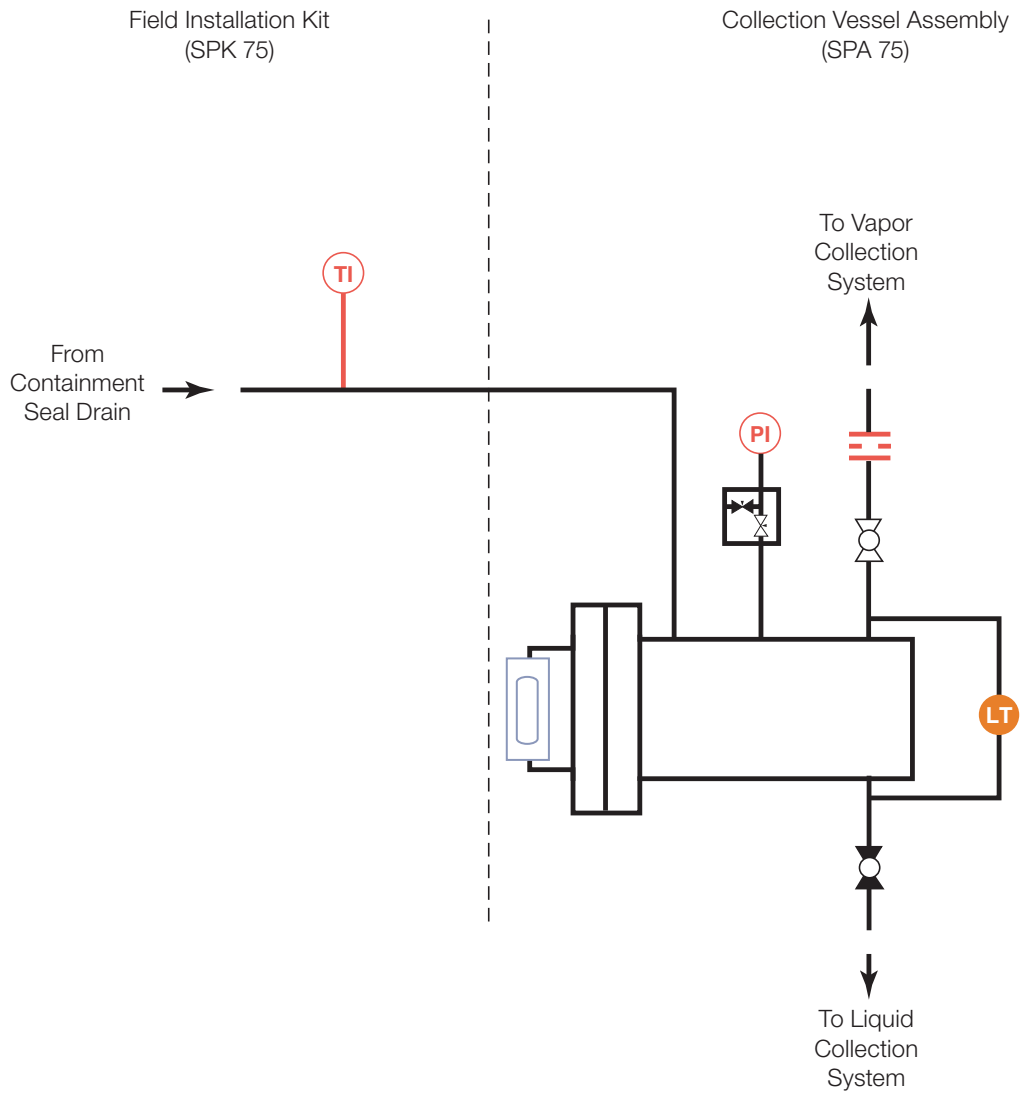 Field Installation Kit
(SPK 75)
Collection Vessel Assembly
(SPA 75)
To Vapor
Collection
System
TI
From
Containment
Seal Drain
PI
LT
To Liquid
Collection
System